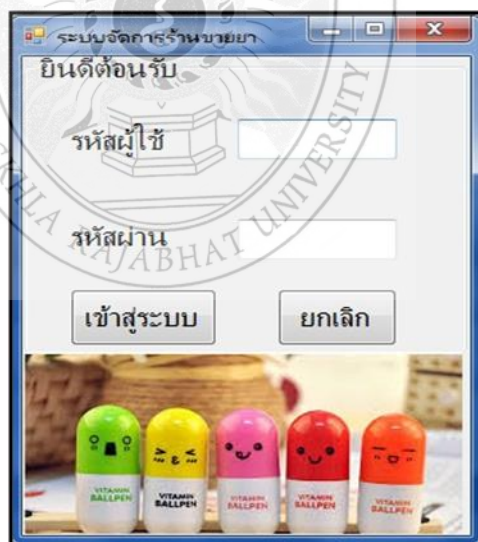 ระบบจัดการร้านขายยา
ยินดีต้อนรับ
รหัสผู้ใช้
รหัสผ่าน
เข้าสู่ระบบ
ยกเลิก
RAJABHAT UNIVERSITY
VITAMIN
BALLPEN
VITAMIN
BALLPEN
VITAMIN
BALLPEN
VITAMIN
BALLPEN
VITAMIN
BALLPEN